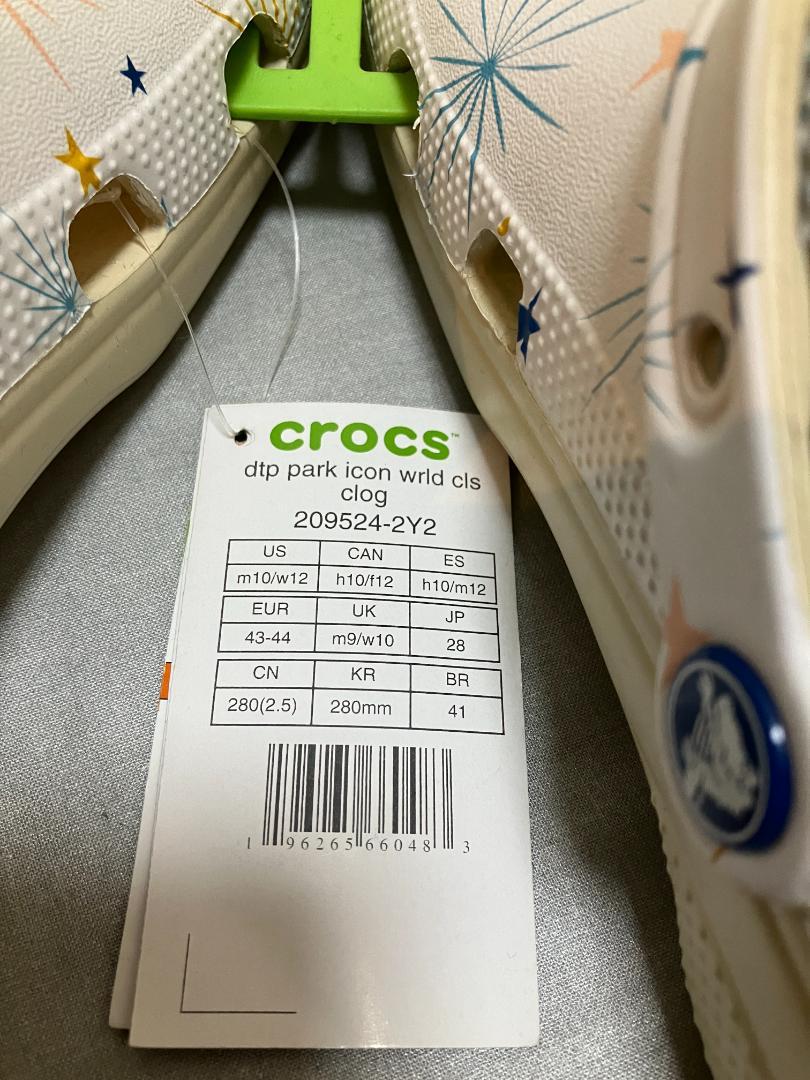 crocs™
dtp park icon wrld cls
clog
209524-2Y2
US CAN ES
m10/w12 h10/f12 h10/m12
EUR UK JP
43-44 m9/w10 28
CN KR BR
280(2.5) 280mm 41
1 96265 66048 3